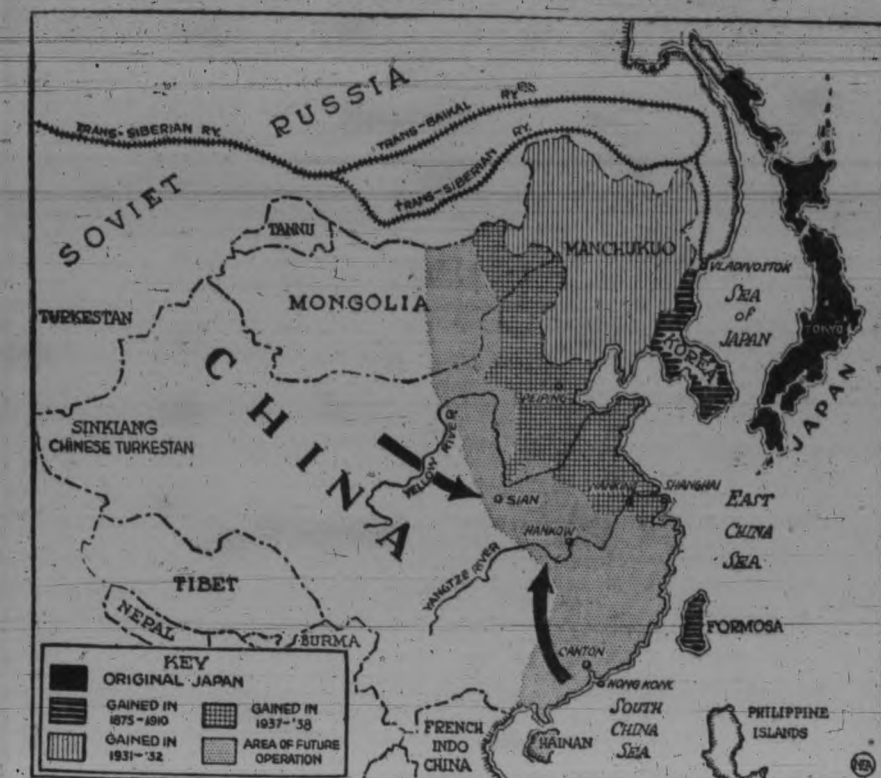 RUSSIA
TRANS-SIBERIAN RY.
TRANS-BAIKAL RY.
TRANS-SIBERIAN RY.
SOVIET
TANNU
MANCHUKUO
VLADIVOSTOK
MONGOLIA
TURKESTAN
SEA
OF
JAPAN
KOREA
TOKYO
JAPAN
CHINA
PEIPING
SINKIANG
CHINESE TURKESTAN
YELLOW RIVER
SIAN
NANKING
SHANGHAI
EAST
CHINA
SEA
HANKOW
YANGTZE RIVER
TIBET
NEPAL
BURMA
FORMOSA
CANTON
HONG KONG
SOUTH
CHINA
SEA
PHILIPPINE
ISLANDS
FRENCH
INDO
CHINA
HAINAN
KEY
ORIGINAL JAPAN
GAINED IN
1875-1910
GAINED IN
1937-'38
GAINED IN
1931-'32
AREA OF FUTURE
OPERATION
NEA